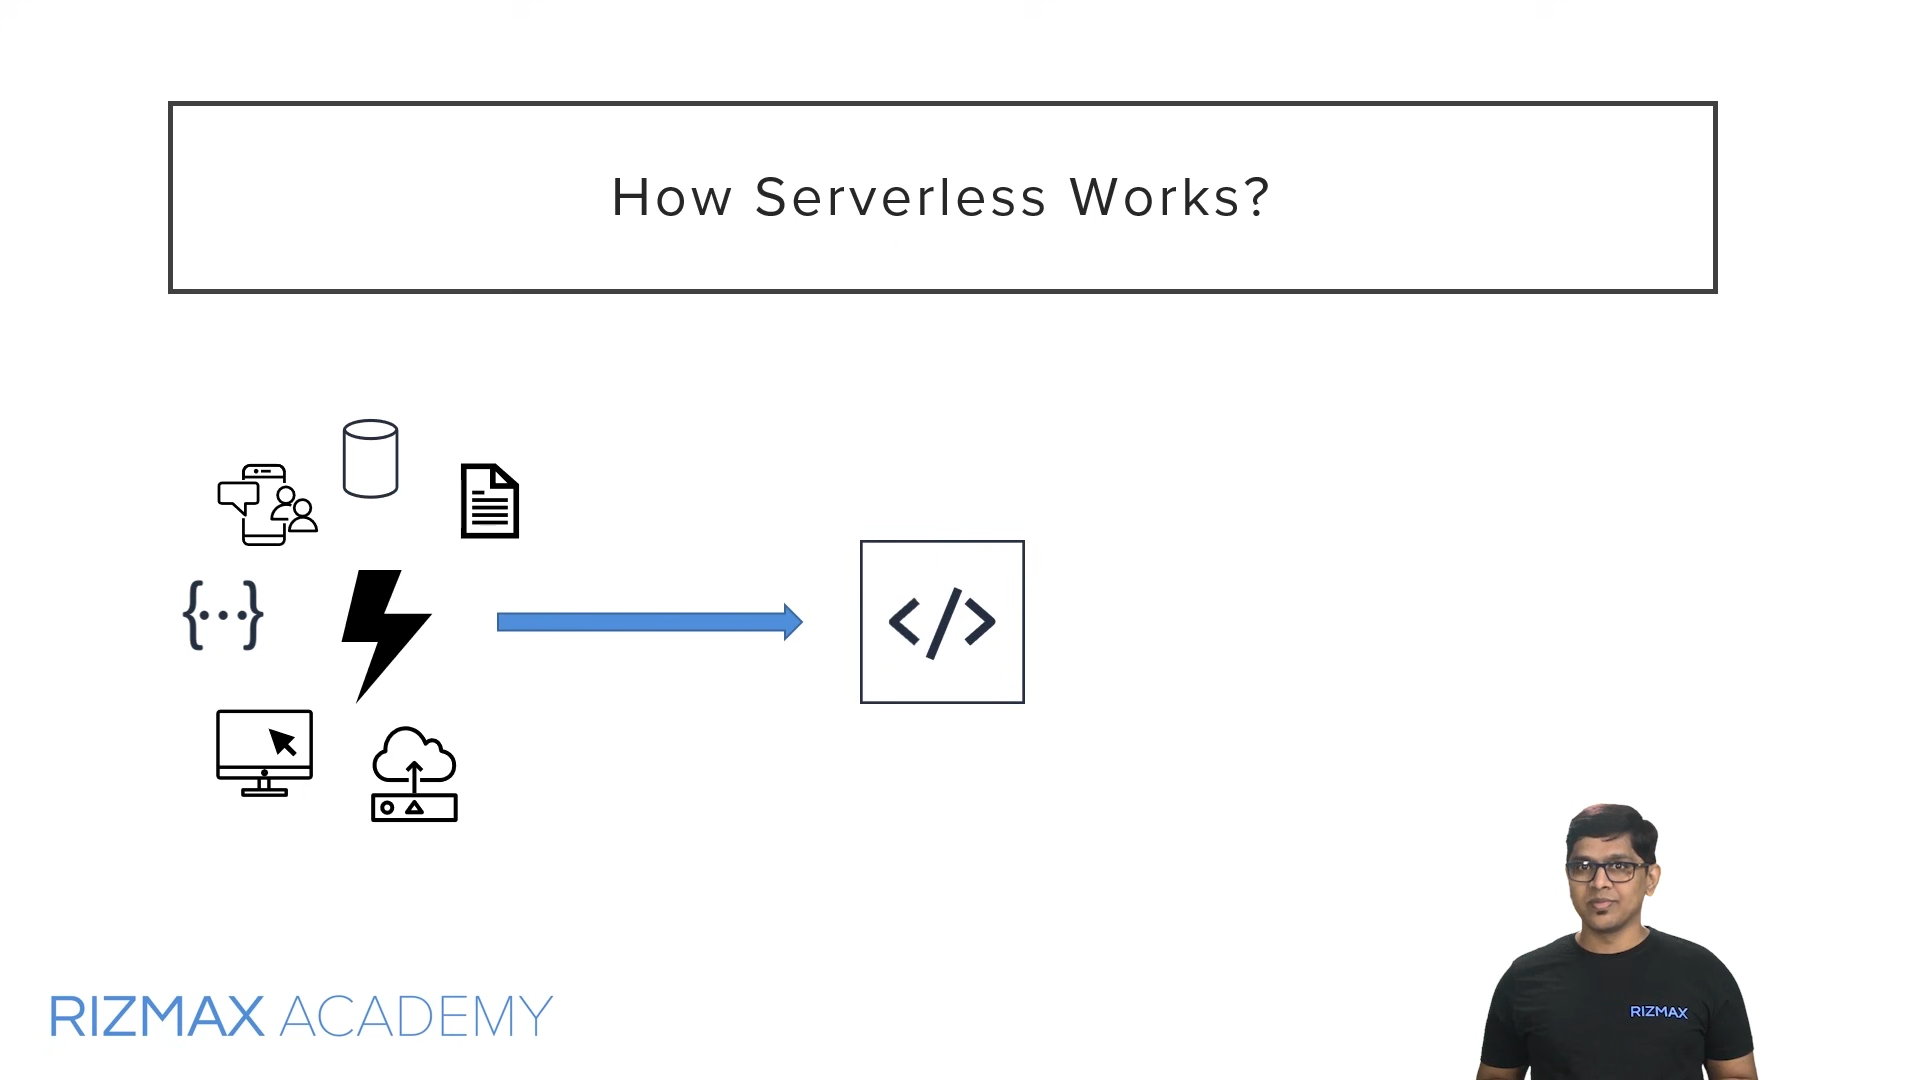 How Serverless Works?
{···}
</>
RIZMAX ACADEMY
RIZMAX